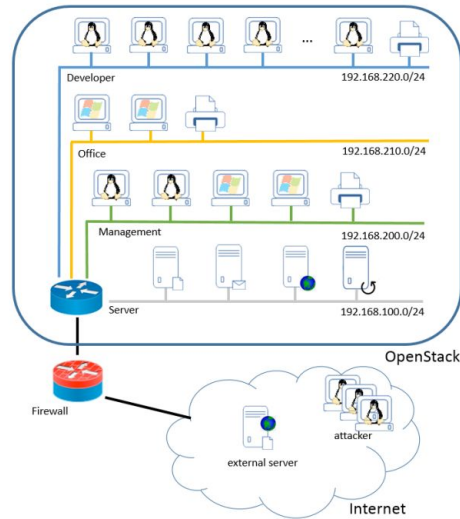 ...
Developer 192.168.220.0/24
Office 192.168.210.0/24
Management 192.168.200.0/24
Server 192.168.100.0/24
OpenStack
Firewall
attacker
external server
Internet